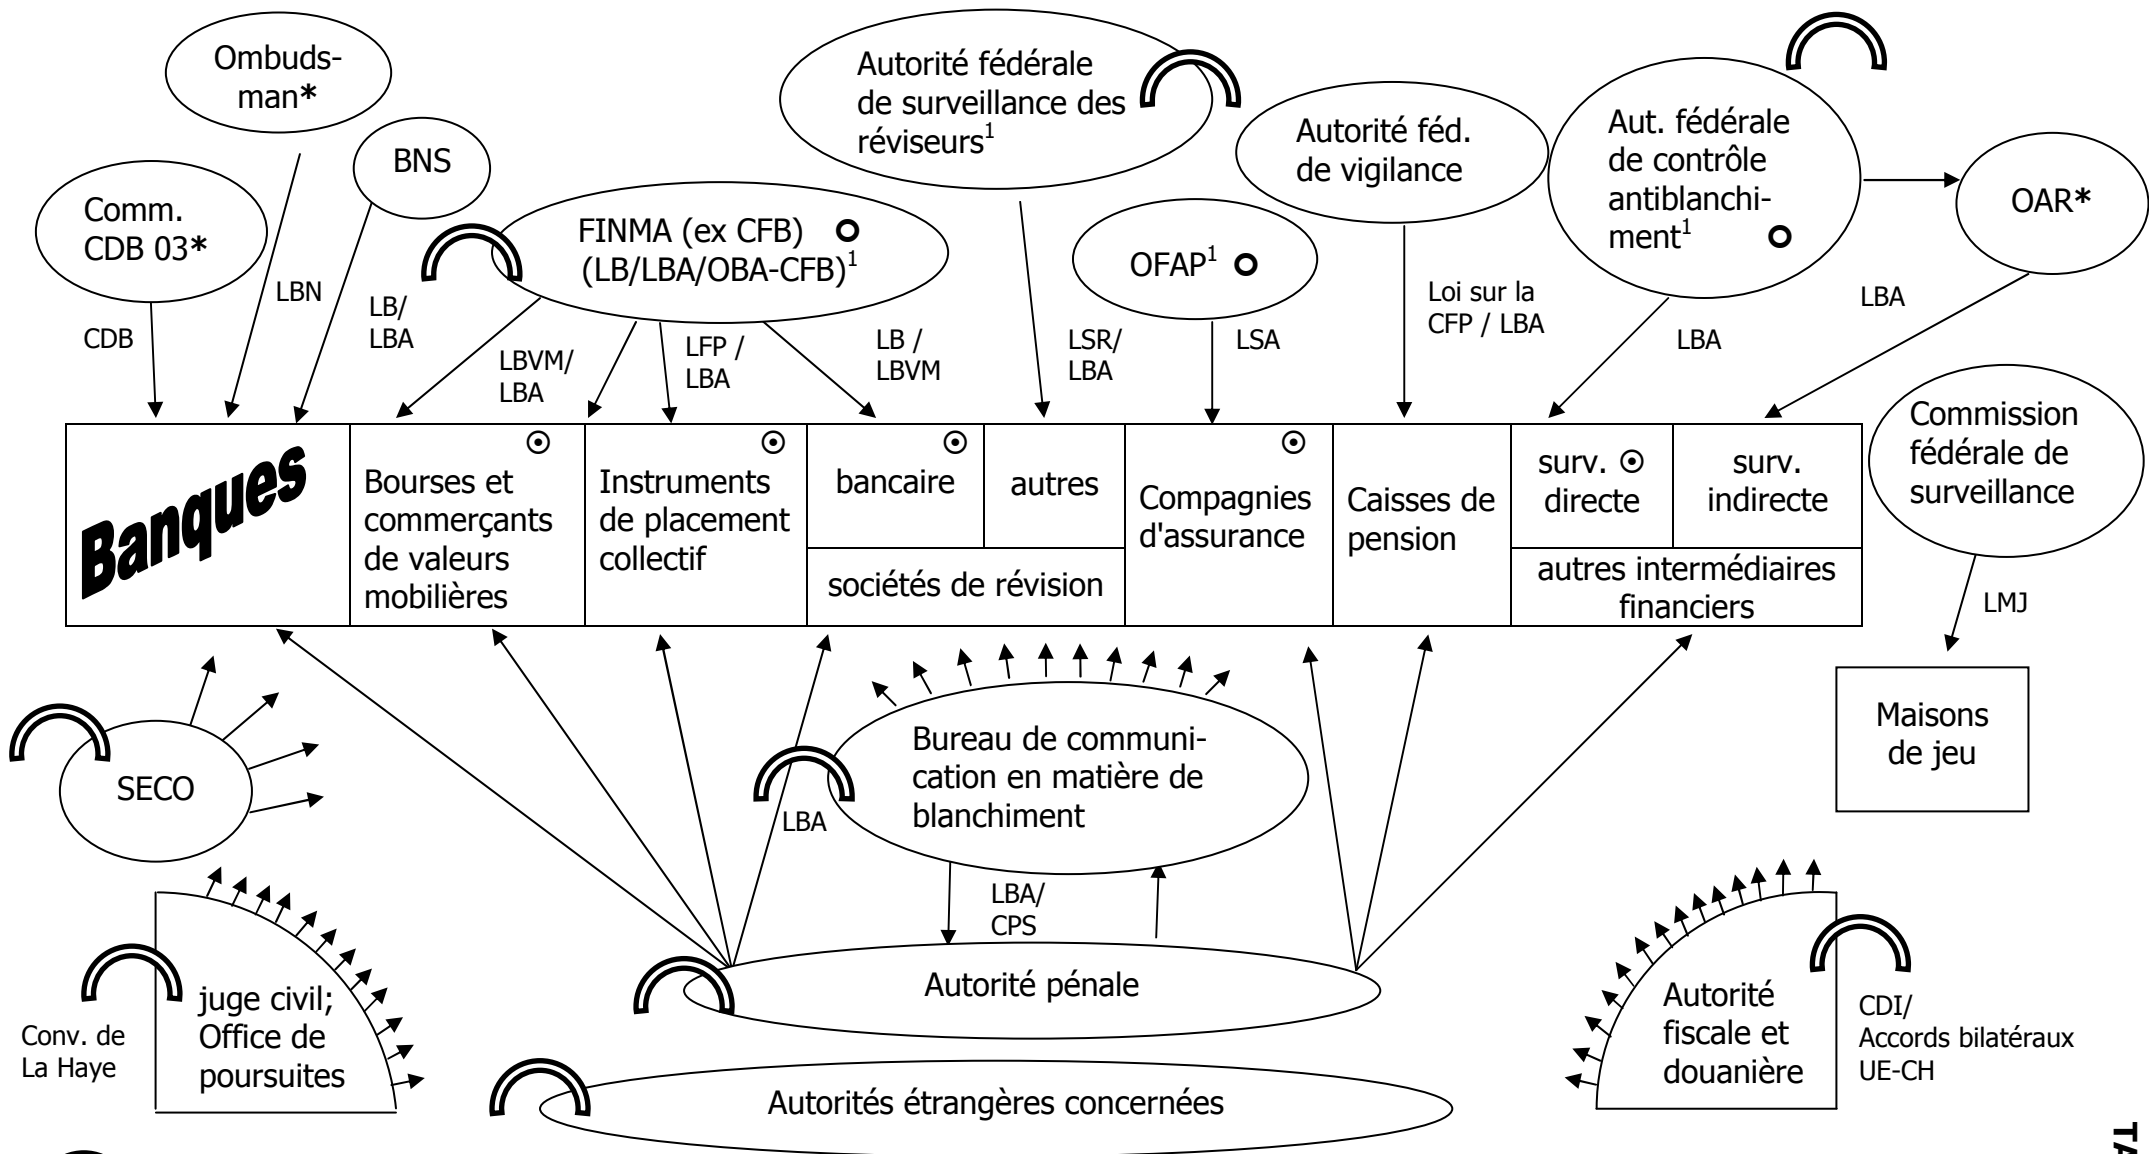 Ombuds-
man*
BNS
Comm.
CDB 03*
FINMA (ex CFB)
(LB/LBA/OBA-CFB)1
Autorité fédérale
de surveillance des
réviseurs1
OFAP1
Autorité féd.
de vigilance
Aut. fédérale
de contrôle
antiblanchi-
ment1
OAR*
CDB
LBN
LB/
LBA
LBVM/
LBA
LFP /
LBA
LB /
LBVM
LSR/
LBA
LSA
Loi sur la
CFP / LBA
LBA
LBA
Banques
Bourses et
commerçants
de valeurs
mobilières
Instruments
de placement
collectif
bancaire
autres
sociétés de révision
Compagnies
d'assurance
Caisses de
pension
surv.
directe
surv.
indirecte
autres intermédiaires
financiers
Commission
fédérale de
surveillance
LMJ
Maisons
de jeu
SECO
LBA
Bureau de communi-
cation en matière de
blanchiment
LBA/
CPS
Autorité pénale
Conv. de
La Haye
juge civil;
Office de
poursuites
Autorités étrangères concernées
Autorité
fiscale et
douanière
CDI/
Accords bilatéraux
UE-CH